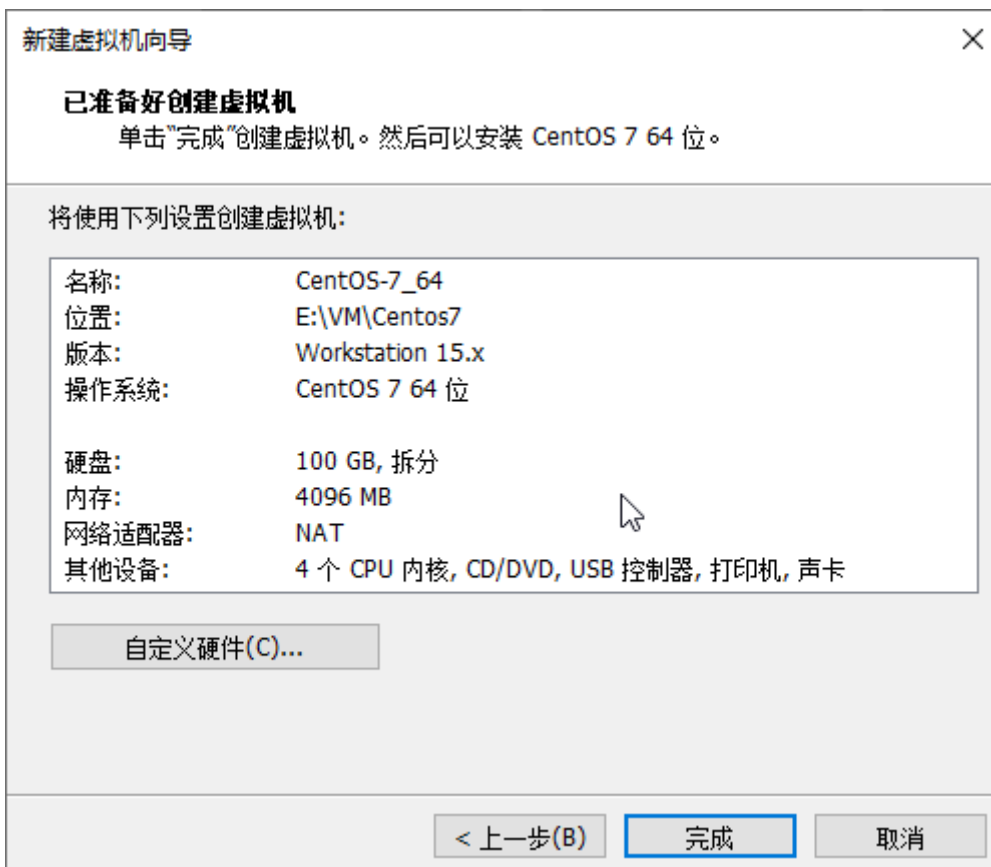 新建虚拟机向导
已准备好创建虚拟机
单击"完成"创建虚拟机。然后可以安装 CentOS 7 64 位。
将使用下列设置创建虚拟机:
名称: CentOS-7_64
位置: E:\VM\Centos7
版本: Workstation 15.x
操作系统: CentOS 7 64 位
硬盘: 100 GB, 拆分
内存: 4096 MB
网络适配器: NAT
其他设备: 4 个 CPU 内核, CD/DVD, USB 控制器, 打印机, 声卡
自定义硬件(C)...
< 上一步(B) 完成 取消